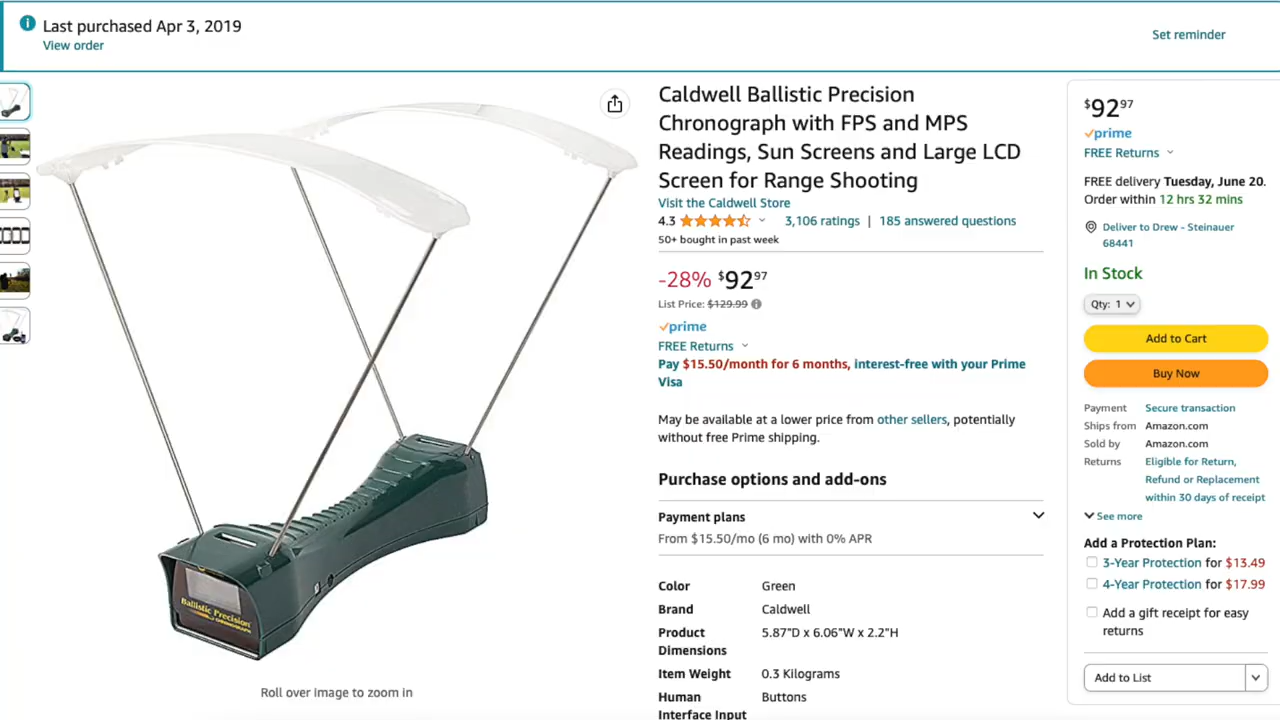 Last purchased Apr 3, 2019
View order
Set reminder
Caldwell Ballistic Precision
Chronograph with FPS and MPS
Readings, Sun Screens and Large LCD
Screen for Range Shooting
Visit the Caldwell Store
4.3 3,106 ratings | 185 answered questions
50+ bought in past week
-28% $92⁹⁷
List Price: $129.99
prime
FREE Returns
Pay $15.50/month for 6 months, interest-free with your Prime
Visa
May be available at a lower price from other sellers, potentially
without free Prime shipping.
Purchase options and add-ons
Payment plans
From $15.50/mo (6 mo) with 0% APR
Color Green
Brand Caldwell
Product 5.87"D x 6.06"W x 2.2"H
Dimensions
Item Weight 0.3 Kilograms
Human Buttons
Interface Input
Ballistic Precision
CHRONOGRAPH
Roll over image to zoom in
$92⁹⁷
prime
FREE Returns
FREE delivery Tuesday, June 20.
Order within 12 hrs 32 mins
Deliver to Drew - Steinauer
68441
In Stock
Qty: 1
Add to Cart
Buy Now
Payment Secure transaction
Ships from Amazon.com
Sold by Amazon.com
Returns Eligible for Return,
Refund or Replacement
within 30 days of receipt
See more
Add a Protection Plan:
3-Year Protection for $13.49
4-Year Protection for $17.99
Add a gift receipt for easy
returns
Add to List